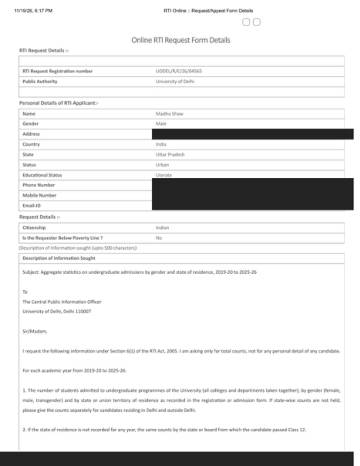 11/16/26, 6:17 PM
RTI Online :: Request/Appeal Form Details
Online RTI Request Form Details
RTI Request Details :-
RTI Request Registration number
Public Authority
University of Delhi
Personal Details of RTI Applicant:-
Name
Madhu Shaw
Gender
Male
Address
Country
India
State
Uttar Pradesh
Status
Urban
Educational Status
Literate
Phone Number
Mobile Number
Email-ID
Request Details :-
Citizenship
Indian
Is the Requester Below Poverty Line ?
No
(Description of Information sought (upto 500 characters)
Description of Information Sought
Subject: Aggregate statistics on undergraduate admissions by gender and state of residence, 2019-20 to 2025-26
To
The Central Public Information Officer
University of Delhi, Delhi 110007
Sir/Madam,
I request the following information under Section 6(1) of the RTI Act, 2005. I am asking only for total counts, not for any personal detail of any candidate.
For each academic year from 2019-20 to 2025-26:
1. The number of students admitted to undergraduate programmes of the University (all colleges and departments taken together), by gender (female,
male, transgender) and by state or union territory of residence as recorded in the registration or admission form. If state-wise counts are not held,
please give the counts separately for candidates residing in Delhi and outside Delhi.
2. If the state of residence is not recorded for any year, the same counts by the state or board from which the candidate passed Class 12.